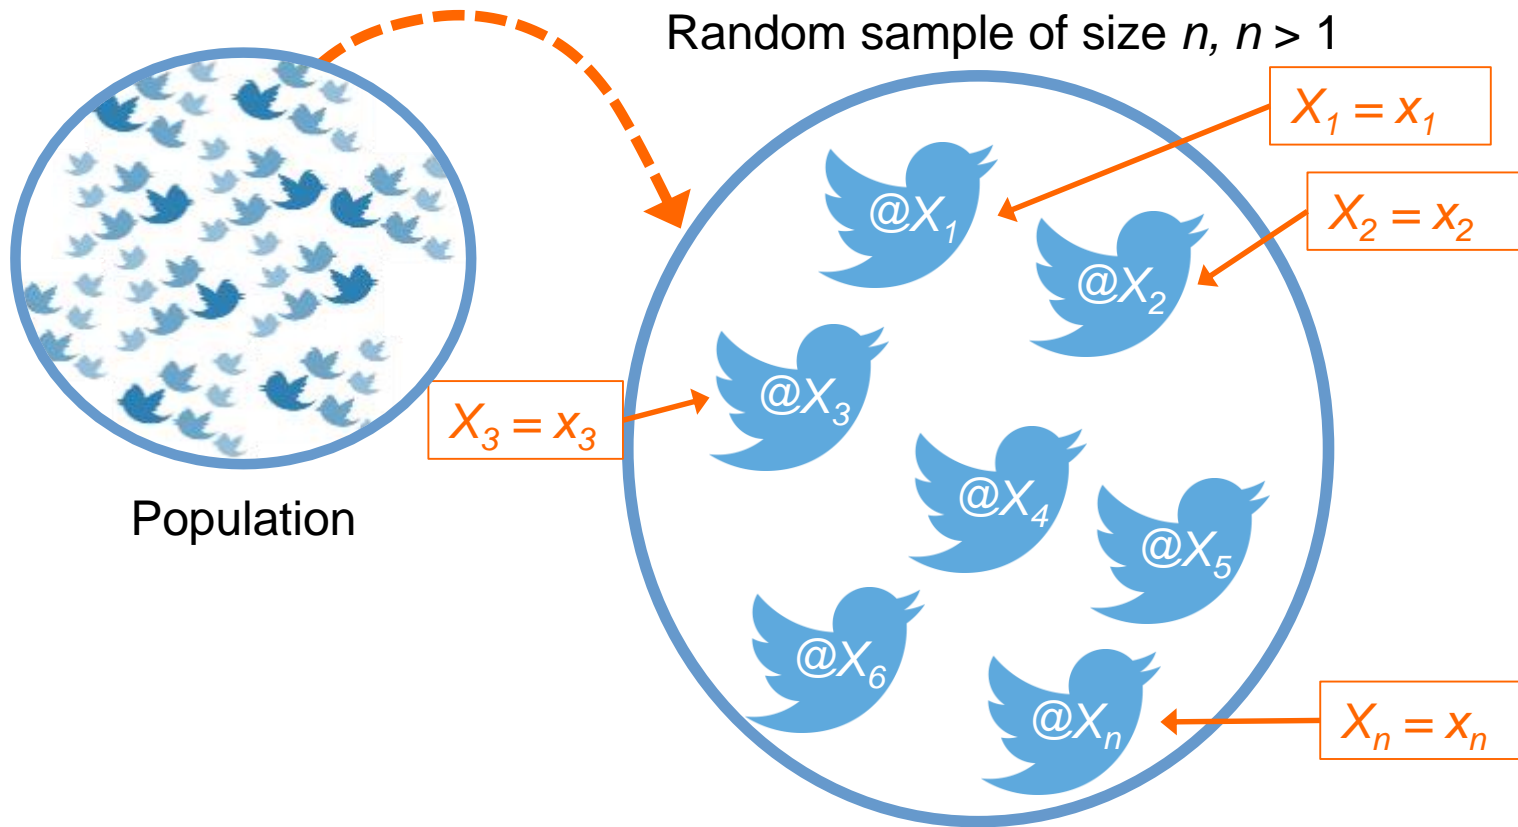 Random sample of size n, n > 1
X₁ = x₁
@X₁
X₂ = x₂
@X₂
@X₃
X₃ = x₃
@X₄
Population
@X₅
@X₆
@Xₙ
Xₙ = xₙ